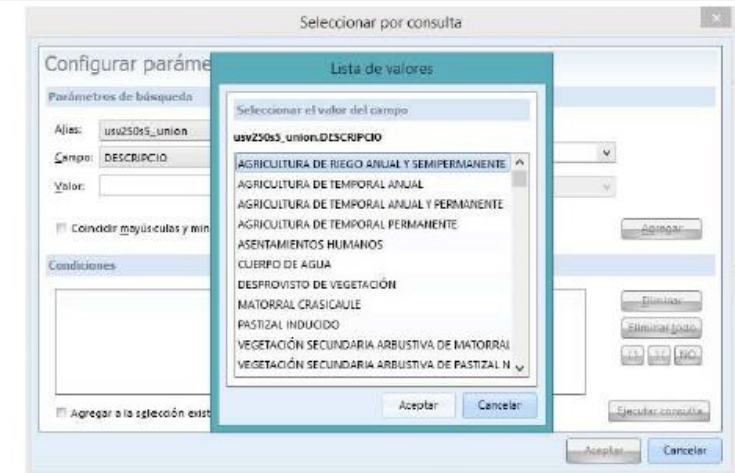 Seleccionar por consulta
Configurar paráme
Parámetros de búsqueda
Alias: usv250s5_union
Campo: DESCRIPCIO
Valor:
Coincidir mayúsculas y min
Agregar
Condiciones
Eliminar
Eliminar todo
NO
Agregar a la selección exist
Ejecutar consulta
Aceptar Cancelar
Lista de valores
Seleccionar el valor del campo
usv250s5_union.DESCRIPCIO
AGRICULTURA DE RIEGO ANUAL Y SEMIPERMANENTE
AGRICULTURA DE TEMPORAL ANUAL
AGRICULTURA DE TEMPORAL ANUAL Y PERMANENTE
AGRICULTURA DE TEMPORAL PERMANENTE
ASENTAMIENTOS HUMANOS
CUERPO DE AGUA
DESPROVISTO DE VEGETACIÓN
MATORRAL CRASICAULE
PASTIZAL INDUCIDO
VEGETACIÓN SECUNDARIA ARBUSTIVA DE MATORRAL
VEGETACIÓN SECUNDARIA ARBUSTIVA DE PASTIZAL N
Aceptar Cancelar